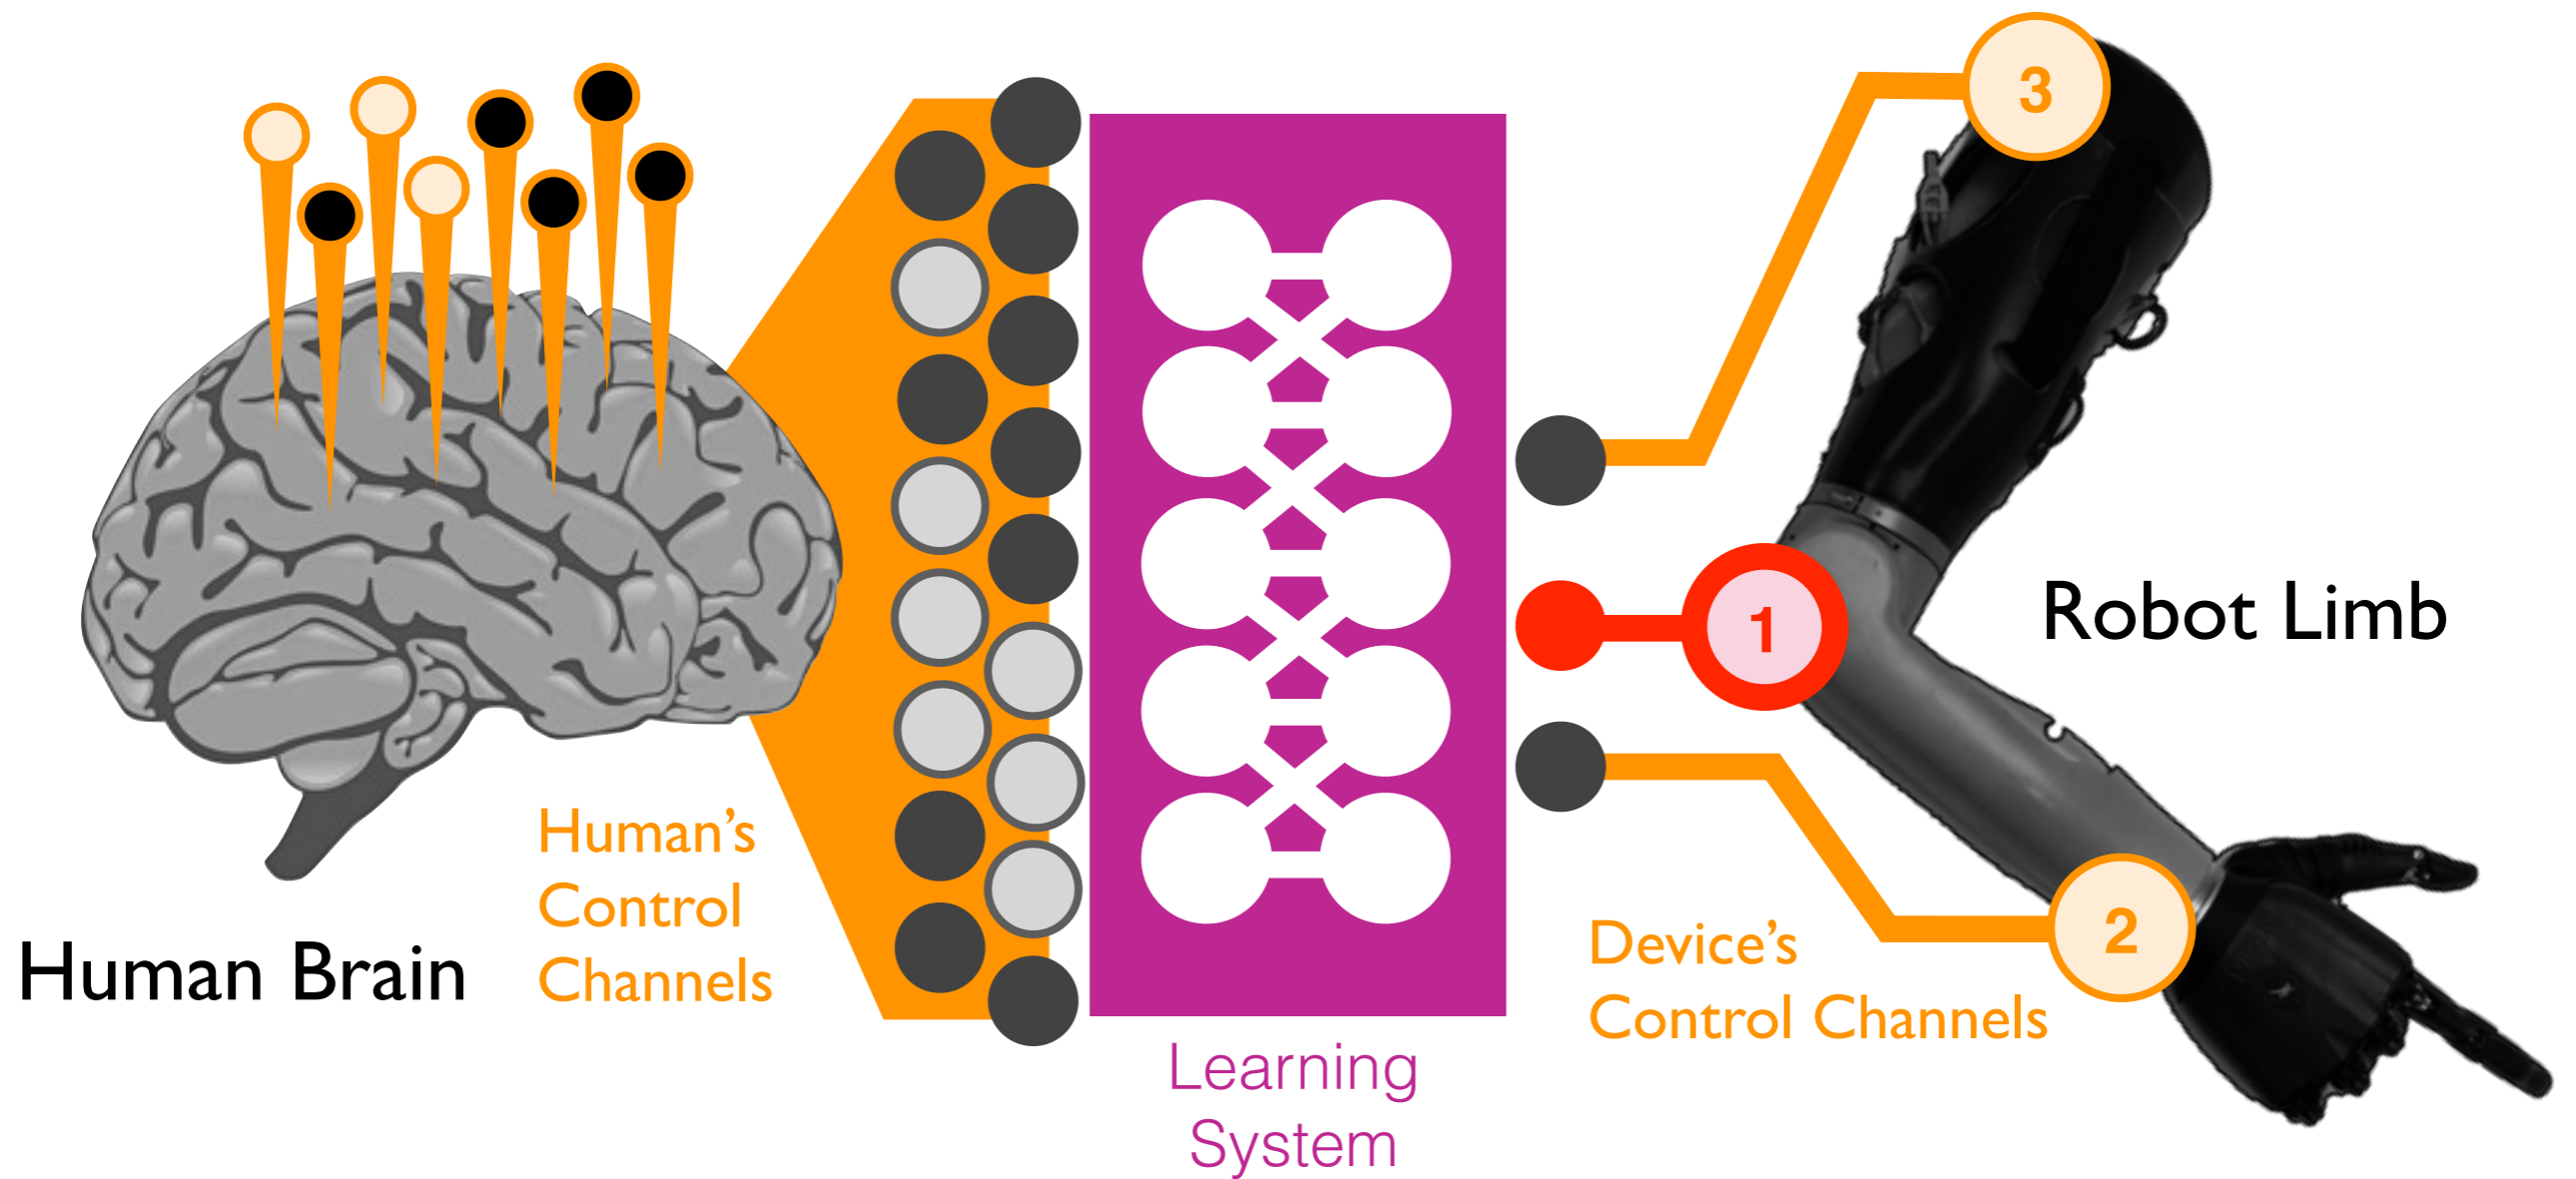 3
1
Robot Limb
Human's
Control
Channels
Human Brain
2
Device's
Control Channels
Learning
System